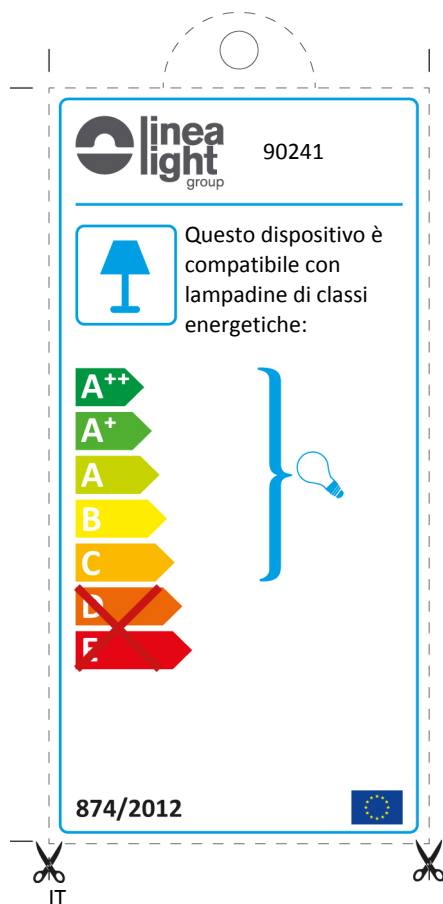 linea
light
group
90241
Questo dispositivo è
compatibile con
lampadine di classi
energetiche:
A++
A+
A
B
C
D
E
874/2012
IT